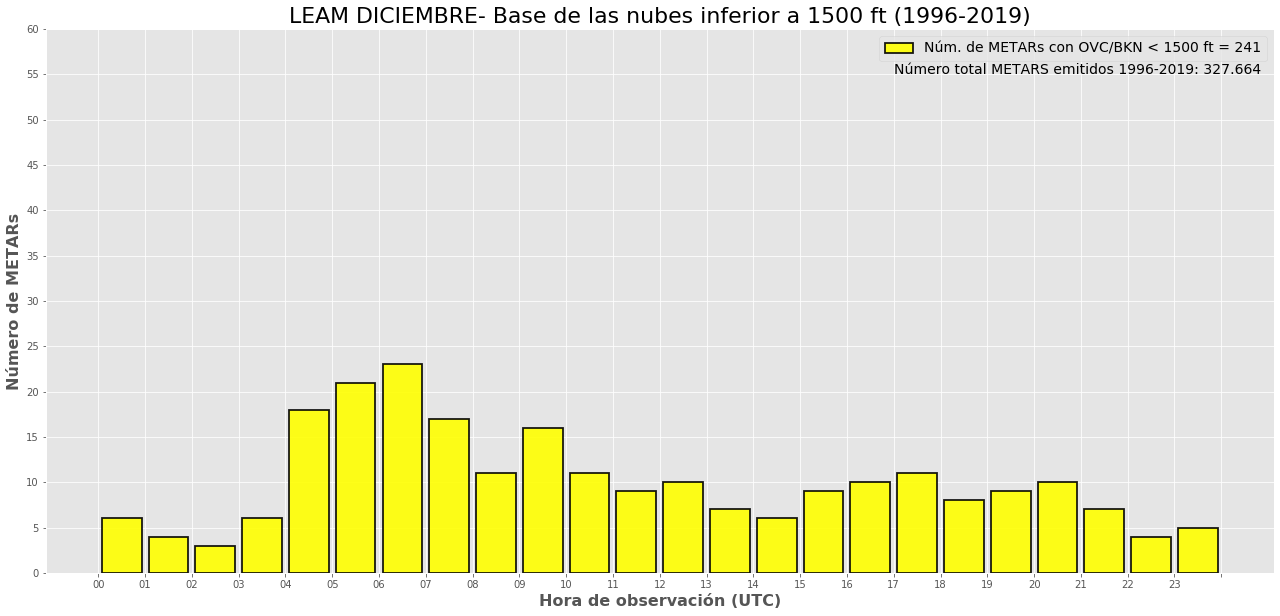 LEAM DICIEMBRE- Base de las nubes inferior a 1500 ft (1996-2019)
Núm. de METARs con OVC/BKN < 1500 ft = 241
Número total METARS emitidos 1996-2019: 327.664
Número de METARs
60
55
50
45
40
35
30
25
20
15
10
5
0
00 01 02 03 04 05 06 07 08 09 10 11 12 13 14 15 16 17 18 19 20 21 22 23
Hora de observación (UTC)